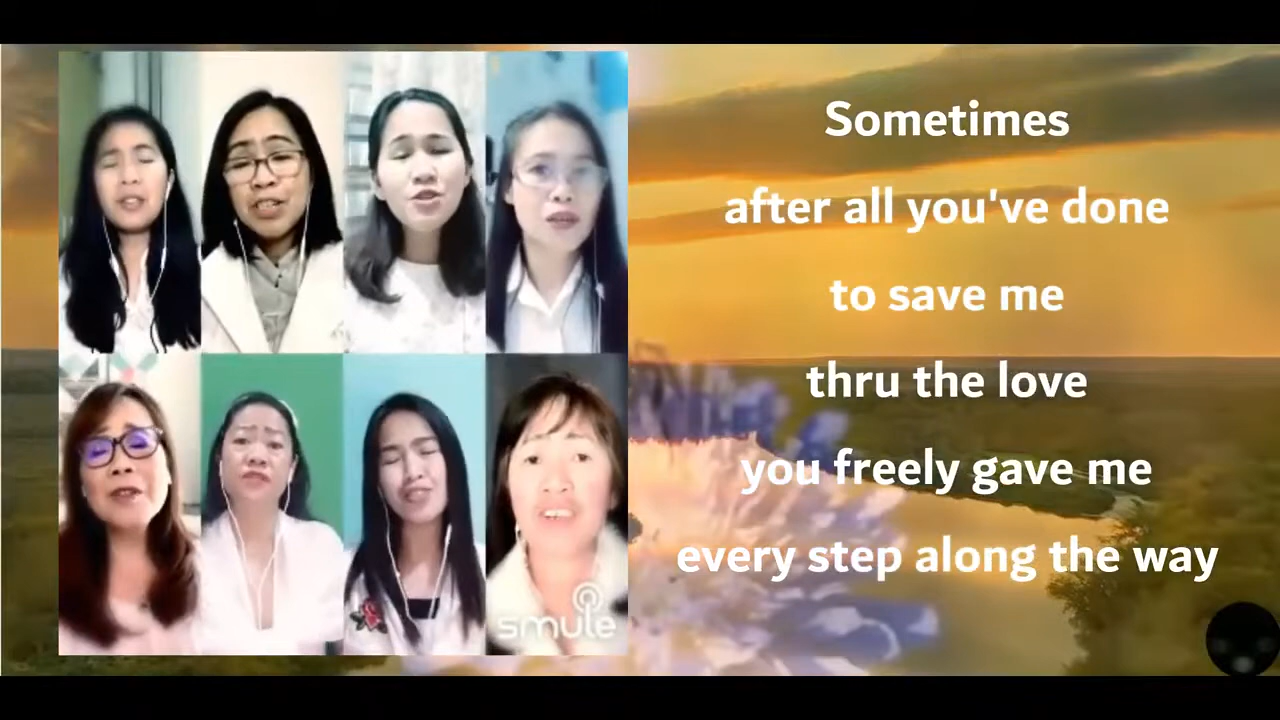 Sometimes
after all you've done
to save me
thru the love
you freely gave me
every step along the way
smule